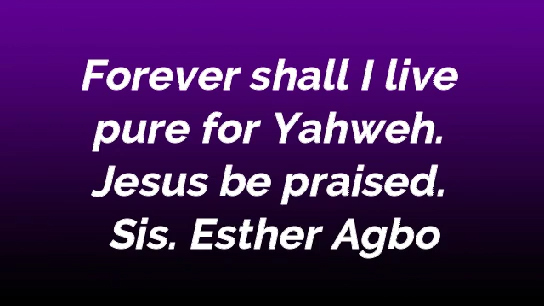 Forever shall I live
pure for Yahweh.
Jesus be praised.
Sis. Esther Agbo